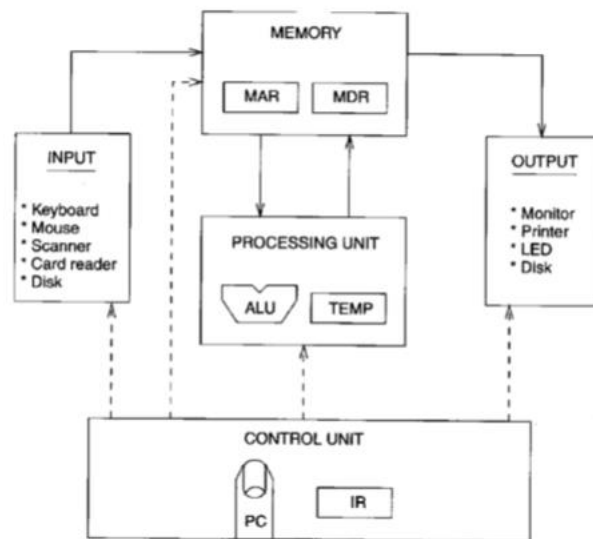 MEMORY
MAR
MDR
INPUT
* Keyboard
* Mouse
* Scanner
* Card reader
* Disk
PROCESSING UNIT
ALU
TEMP
OUTPUT
* Monitor
* Printer
* LED
* Disk
CONTROL UNIT
PC
IR